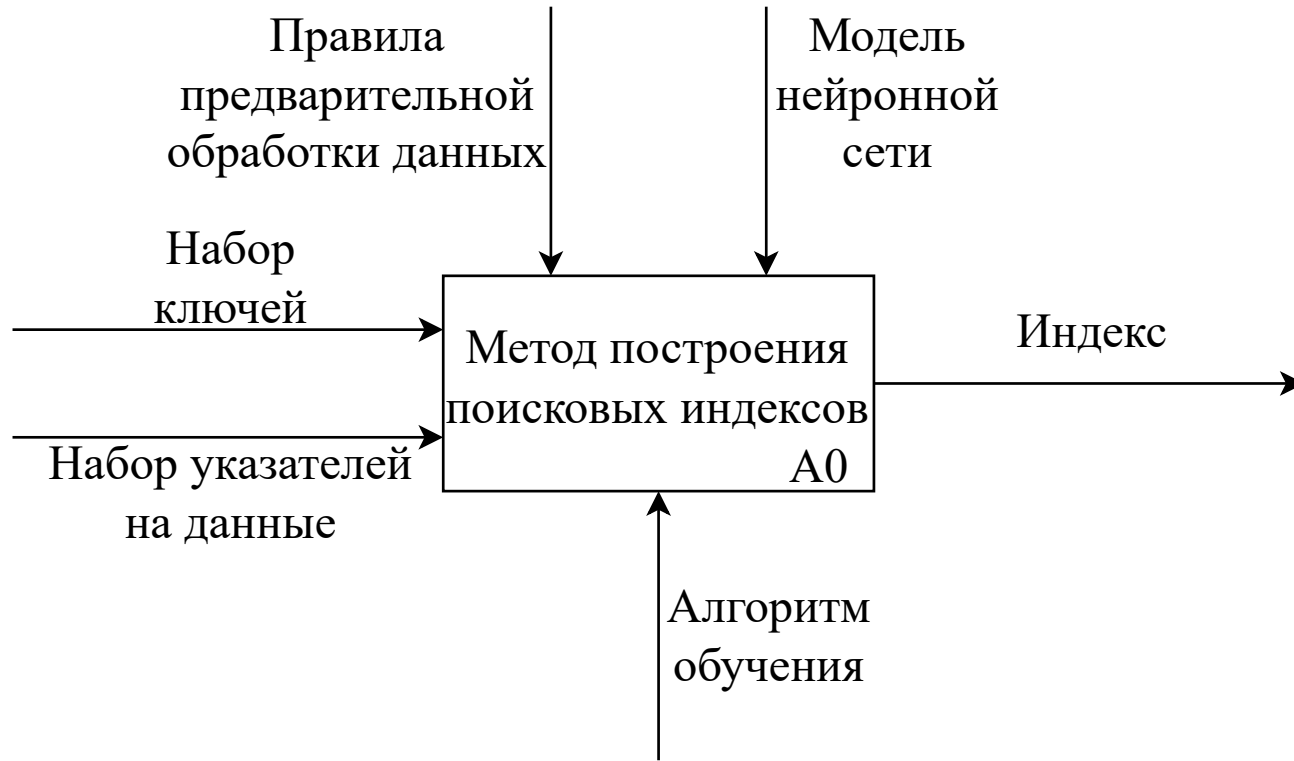 Правила
предварительной
обработки данных
Модель
нейронной
сети
Набор
ключей
Набор указателей
на данные
Метод построения
поисковых индексов
A0
Индекс
Алгоритм
обучения